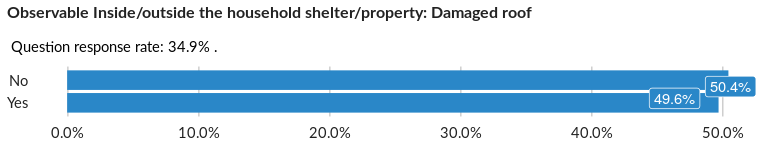 Observable Inside/outside the household shelter/property: Damaged roof
Question response rate: 34.9% .
No
50.4%
Yes
49.6%
0.0% 10.0% 20.0% 30.0% 40.0% 50.0%